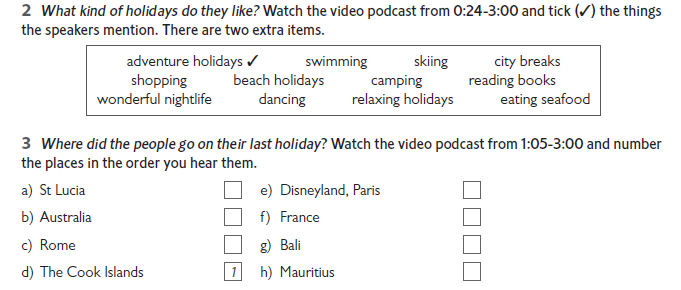 2 What kind of holidays do they like? Watch the video podcast from 0:24-3:00 and tick (✓) the things
the speakers mention. There are two extra items.
adventure holidays ✓ swimming skiing city breaks
shopping beach holidays camping reading books
wonderful nightlife dancing relaxing holidays eating seafood
3 Where did the people go on their last holiday? Watch the video podcast from 1:05-3:00 and number
the places in the order you hear them.
a) St Lucia e) Disneyland, Paris
b) Australia f) France
c) Rome g) Bali
d) The Cook Islands 1 h) Mauritius